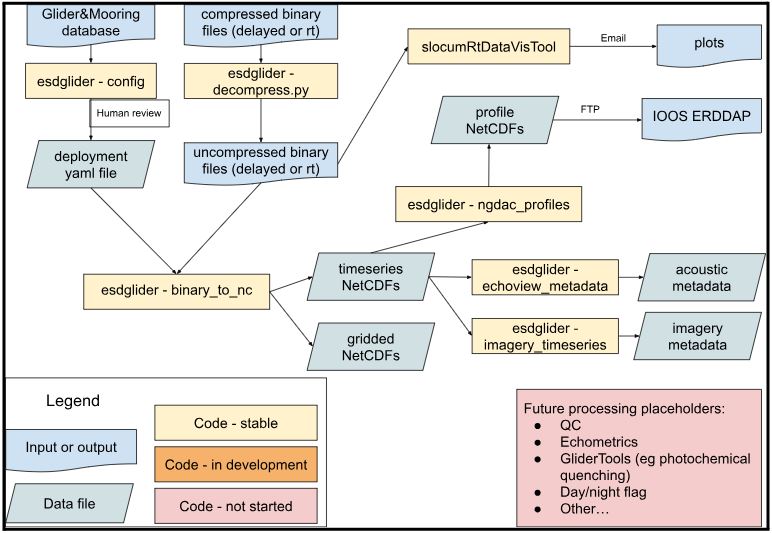 Glider&Mooring
database
compressed binary
files (delayed or rt)
slocumRtDataVisTool
Email
plots
esdglider - config
esdglider -
decompress.py
Human review
profile
NetCDFs
FTP
IOOS ERDDAP
deployment
yaml file
uncompressed binary
files (delayed or rt)
esdglider - ngdac_profiles
esdglider - binary_to_nc
timeseries
NetCDFs
esdglider -
echoview_metadata
acoustic
metadata
gridded
NetCDFs
esdglider -
imagery_timeseries
imagery
metadata
Legend
Input or output
Data file
Code - stable
Code - in development
Code - not started
Future processing placeholders:
● QC
● Echometrics
● GliderTools (eg photochemical
quenching)
● Day/night flag
● Other…